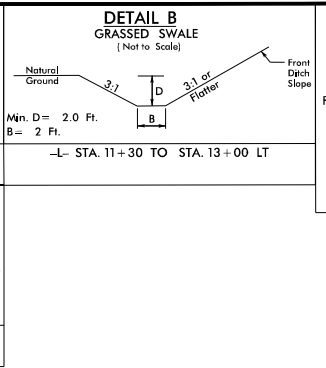 DETAIL B
GRASSED SWALE
( Not to Scale)
Natural
Ground
3:1
D
3:1 or
Flatter
Front
Ditch
Slope
B
Min. D= 2.0 Ft.
B= 2 Ft.
-L- STA. 11+30 TO STA. 13+00 LT